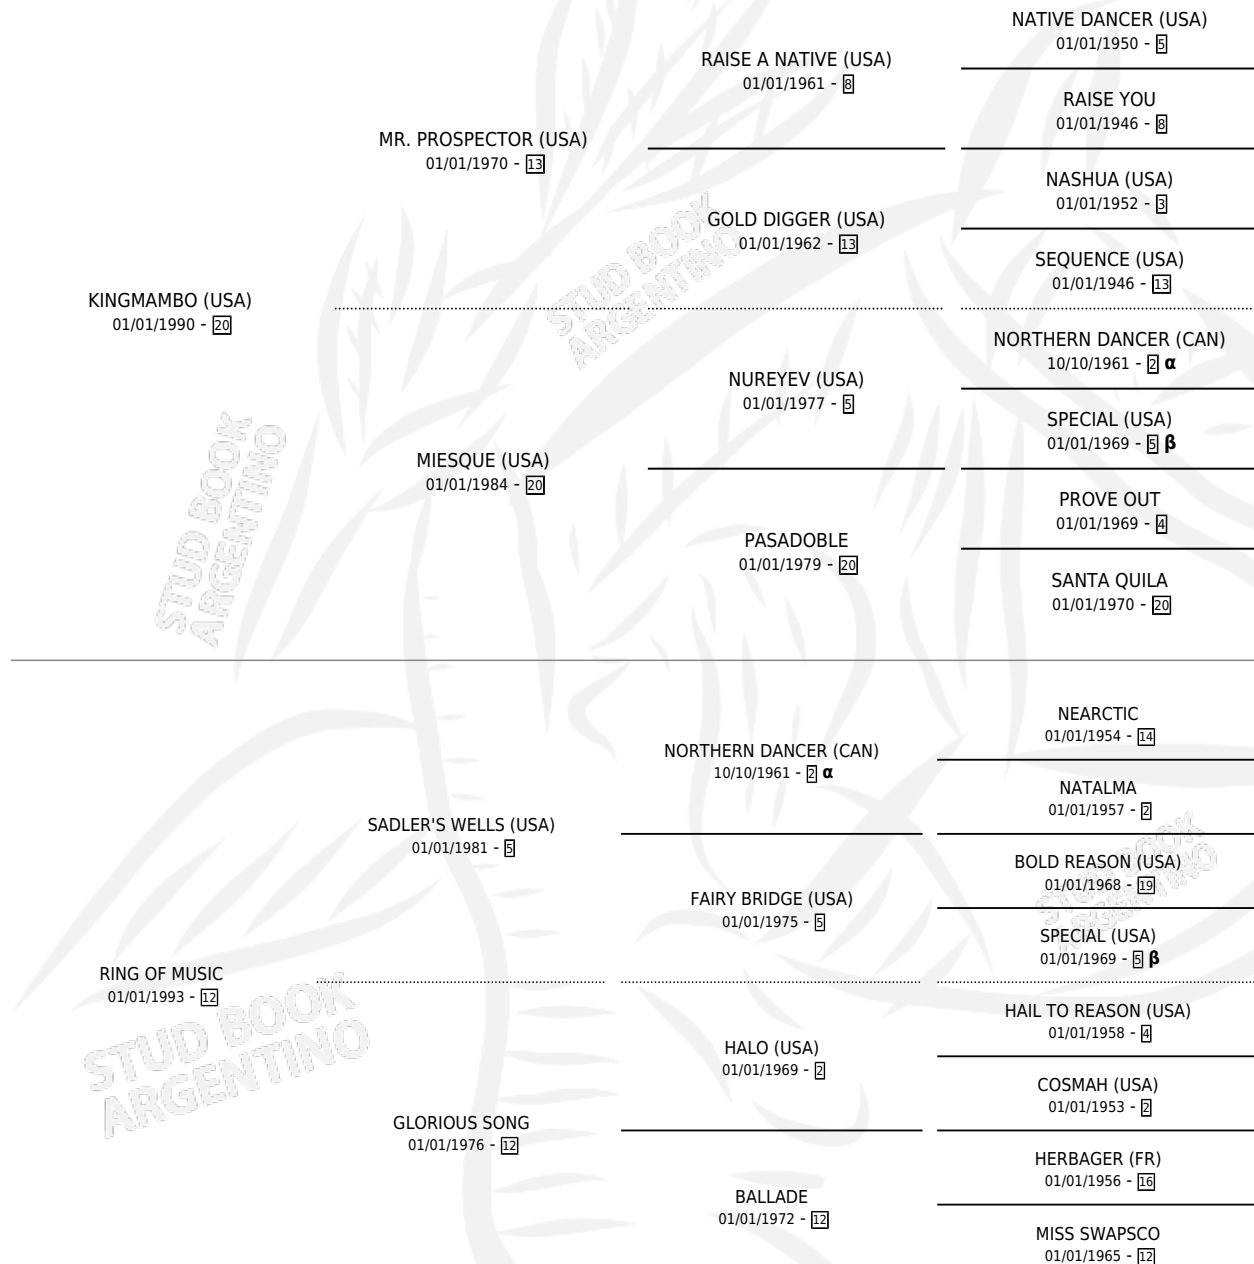 KINGMAMBO (USA)
01/01/1990 - 20
MR. PROSPECTOR (USA)
01/01/1970 - 13
RAISE A NATIVE (USA)
01/01/1961 - 8
NATIVE DANCER (USA)
01/01/1950 - 5
RAISE YOU
01/01/1946 - 8
GOLD DIGGER (USA)
01/01/1962 - 13
NASHUA (USA)
01/01/1952 - 3
SEQUENCE (USA)
01/01/1946 - 13
MIESQUE (USA)
01/01/1984 - 20
NUREYEV (USA)
01/01/1977 - 5
NORTHERN DANCER (CAN)
10/10/1961 - 2 α
SPECIAL (USA)
01/01/1969 - 5 β
PASADOBLE
01/01/1979 - 20
PROVE OUT
01/01/1969 - 4
SANTA QUILA
01/01/1970 - 20
RING OF MUSIC
01/01/1993 - 12
SADLER'S WELLS (USA)
01/01/1981 - 5
NORTHERN DANCER (CAN)
10/10/1961 - 2 α
NEARCTIC
01/01/1954 - 14
NATALMA
01/01/1957 - 2
FAIRY BRIDGE (USA)
01/01/1975 - 5
BOLD REASON (USA)
01/01/1968 - 19
SPECIAL (USA)
01/01/1969 - 5 β
GLORIOUS SONG
01/01/1976 - 12
HALO (USA)
01/01/1969 - 2
HAIL TO REASON (USA)
01/01/1958 - 4
COSMAH (USA)
01/01/1953 - 2
BALLADE
01/01/1972 - 12
HERBAGER (FR)
01/01/1956 - 16
MISS SWAPSCO
01/01/1965 - 12
STUD BOOK
ARGENTINO
STUD BOOK
ARGENTINO
STUD BOOK
ARGENTINO
STUD BOOK
ARGENTINO